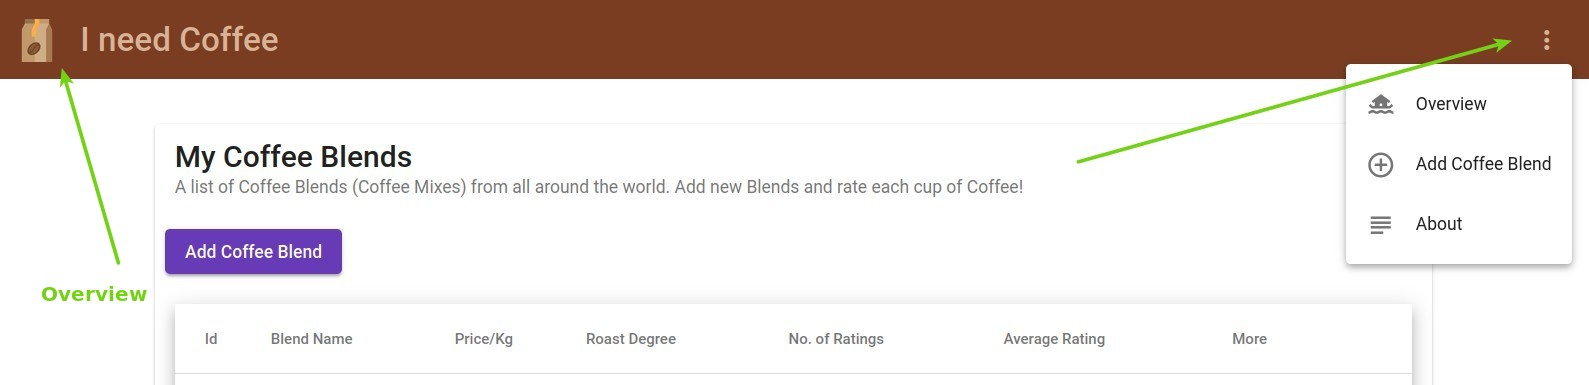 I need Coffee
Overview
Add Coffee Blend
About
My Coffee Blends
A list of Coffee Blends (Coffee Mixes) from all around the world. Add new Blends and rate each cup of Coffee!
Add Coffee Blend
Overview
Id Blend Name Price/Kg Roast Degree No. of Ratings Average Rating More